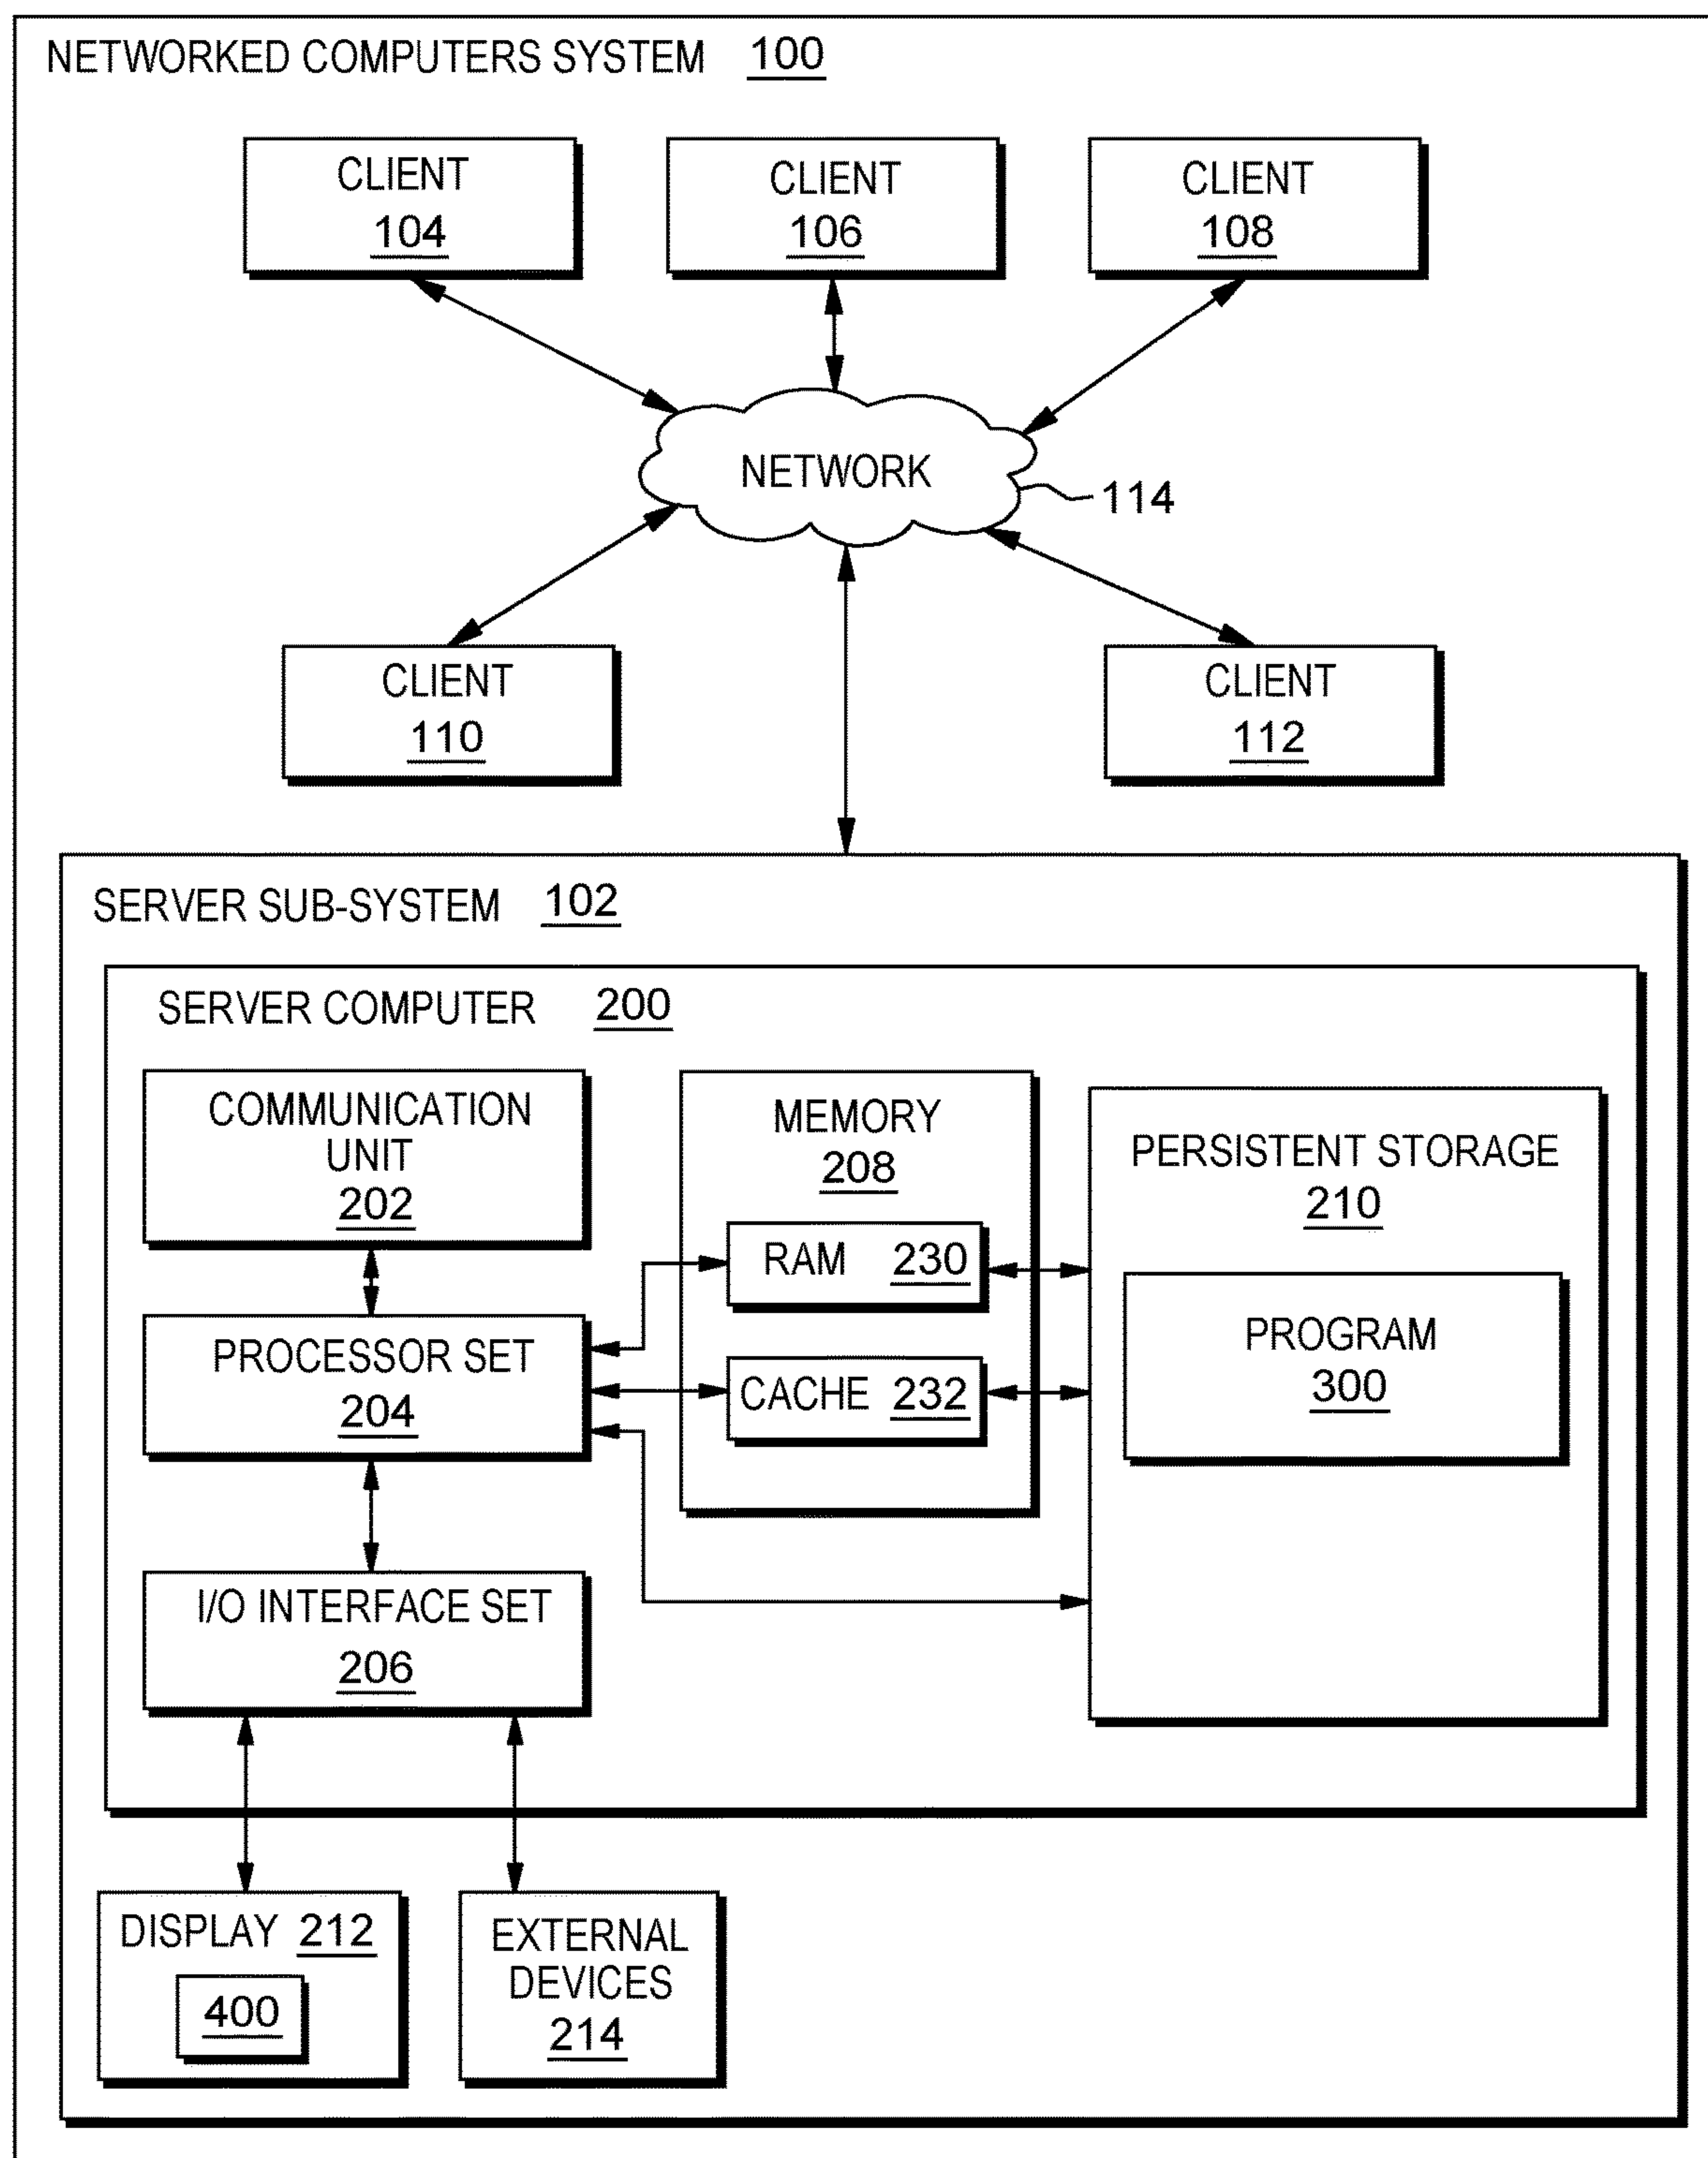 NETWORKED COMPUTERS SYSTEM 100
CLIENT
104
CLIENT
106
CLIENT
108
NETWORK
114
CLIENT
110
CLIENT
112
SERVER SUB-SYSTEM 102
SERVER COMPUTER 200
COMMUNICATION
UNIT
202
MEMORY
208
PERSISTENT STORAGE
210
RAM 230
PROGRAM
300
PROCESSOR SET
204
CACHE 232
I/O INTERFACE SET
206
DISPLAY 212
400
EXTERNAL
DEVICES
214